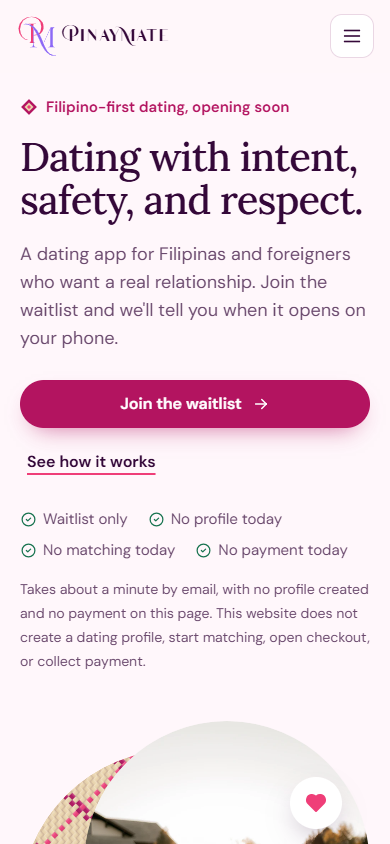 PM PINAYMATE
Filipino-first dating, opening soon
Dating with intent,
safety, and respect.
A dating app for Filipinas and foreigners
who want a real relationship. Join the
waitlist and we'll tell you when it opens on
your phone.
Join the waitlist →
See how it works
Waitlist only No profile today
No matching today No payment today
Takes about a minute by email, with no profile created
and no payment on this page. This website does not
create a dating profile, start matching, open checkout,
or collect payment.